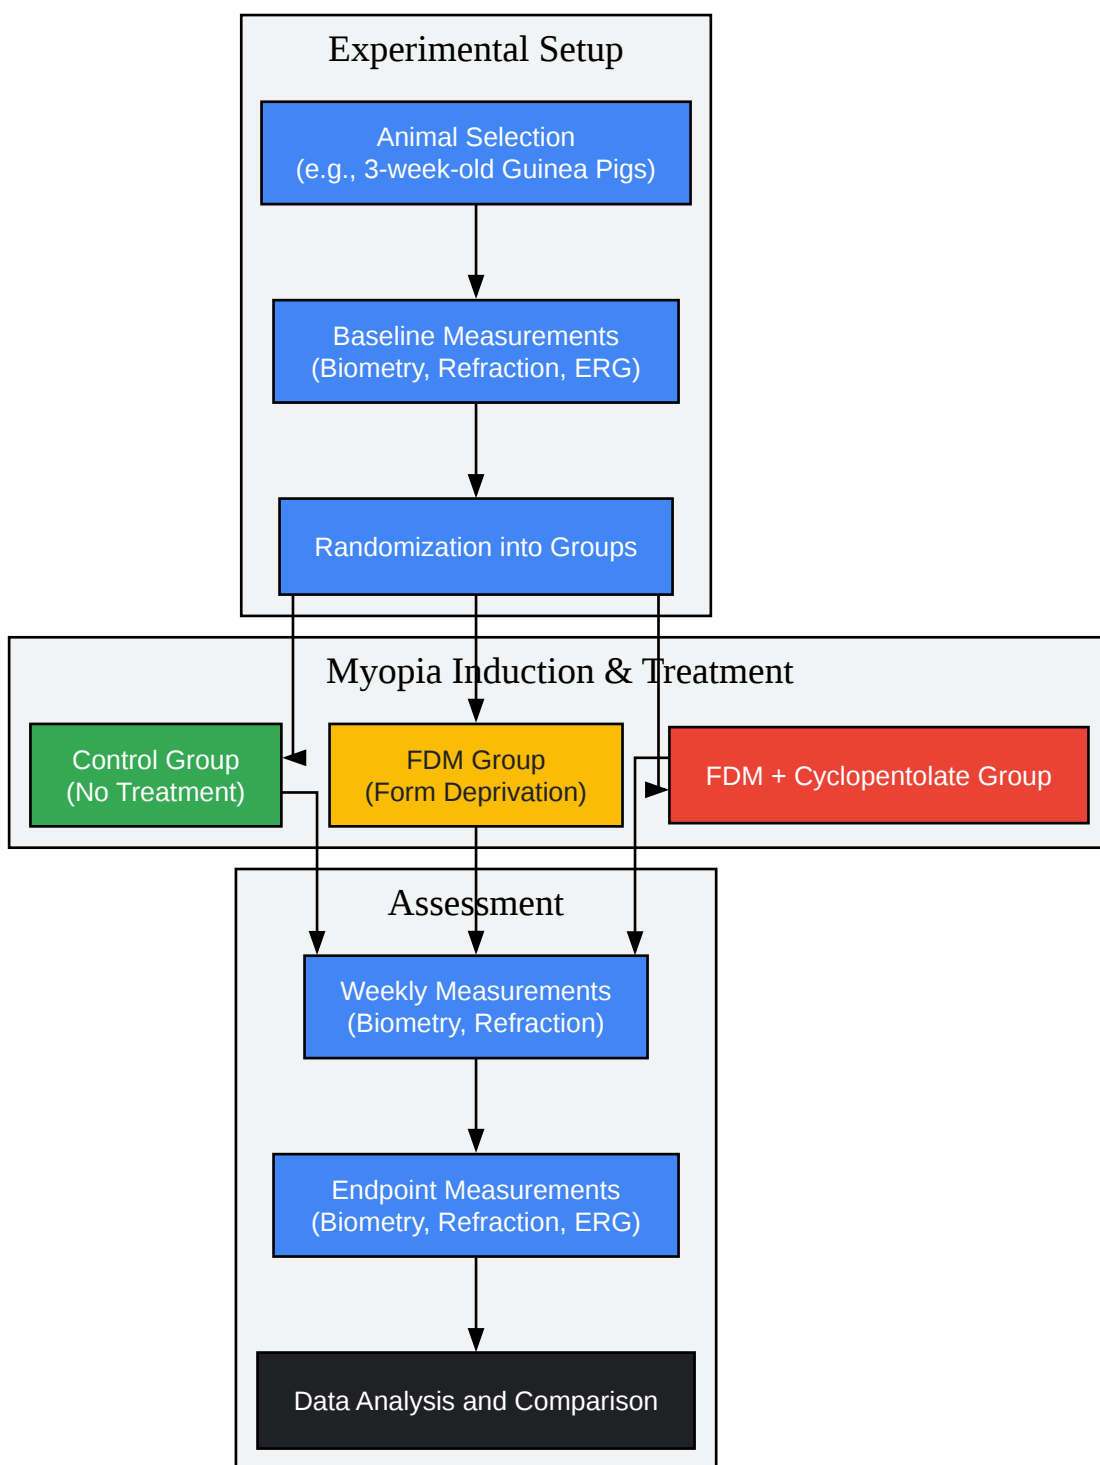 Experimental Setup
Animal Selection
(e.g., 3-week-old Guinea Pigs)
Baseline Measurements
(Biometry, Refraction, ERG)
Randomization into Groups
Myopia Induction & Treatment
Control Group
(No Treatment)
FDM Group
(Form Deprivation)
FDM + Cyclopentolate Group
Assessment
Weekly Measurements
(Biometry, Refraction)
Endpoint Measurements
(Biometry, Refraction, ERG)
Data Analysis and Comparison